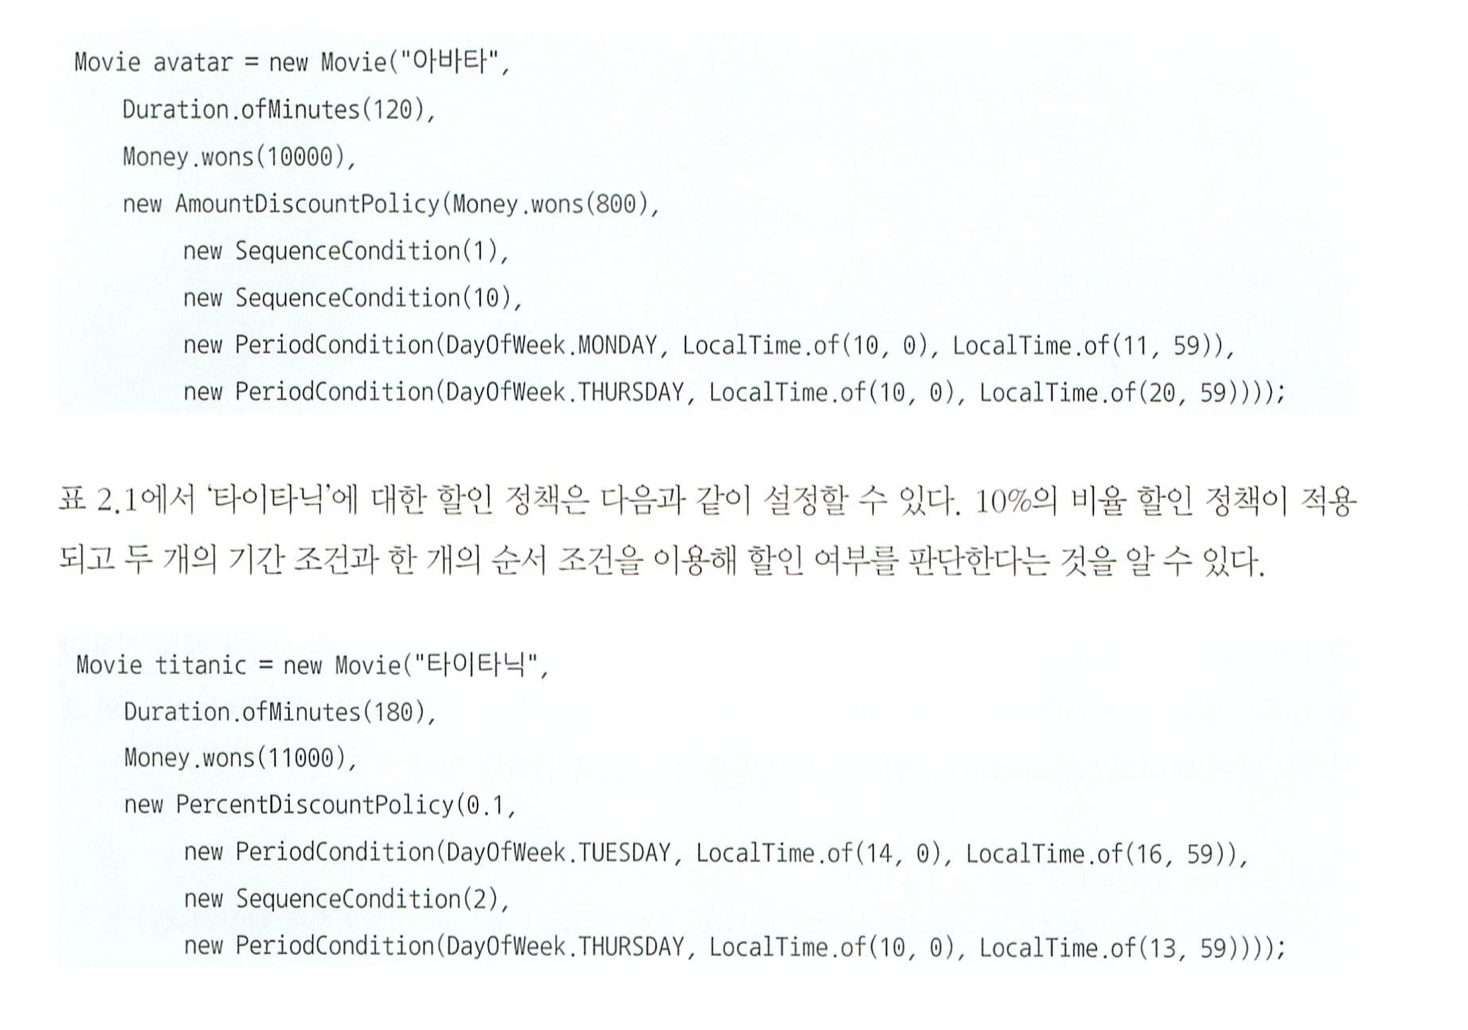 Movie avatar = new Movie("아바타",
Duration.ofMinutes(120),
Money.wons(10000),
new AmountDiscountPolicy(Money.wons(800),
new SequenceCondition(1),
new SequenceCondition(10),
new PeriodCondition(DayOfWeek.MONDAY, LocalTime.of(10, 0), LocalTime.of(11, 59)),
new PeriodCondition(DayOfWeek.THURSDAY, LocalTime.of(10, 0), LocalTime.of(20, 59))));
표 2.1에서 ‘타이타닉’에 대한 할인 정책은 다음과 같이 설정할 수 있다. 10%의 비율 할인 정책이 적용
되고 두 개의 기간 조건과 한 개의 순서 조건을 이용해 할인 여부를 판단한다는 것을 알 수 있다.
Movie titanic = new Movie("타이타닉",
Duration.ofMinutes(180),
Money.wons(11000),
new PercentDiscountPolicy(0.1,
new PeriodCondition(DayOfWeek.TUESDAY, LocalTime.of(14, 0), LocalTime.of(16, 59)),
new SequenceCondition(2),
new PeriodCondition(DayOfWeek.THURSDAY, LocalTime.of(10, 0), LocalTime.of(13, 59))));